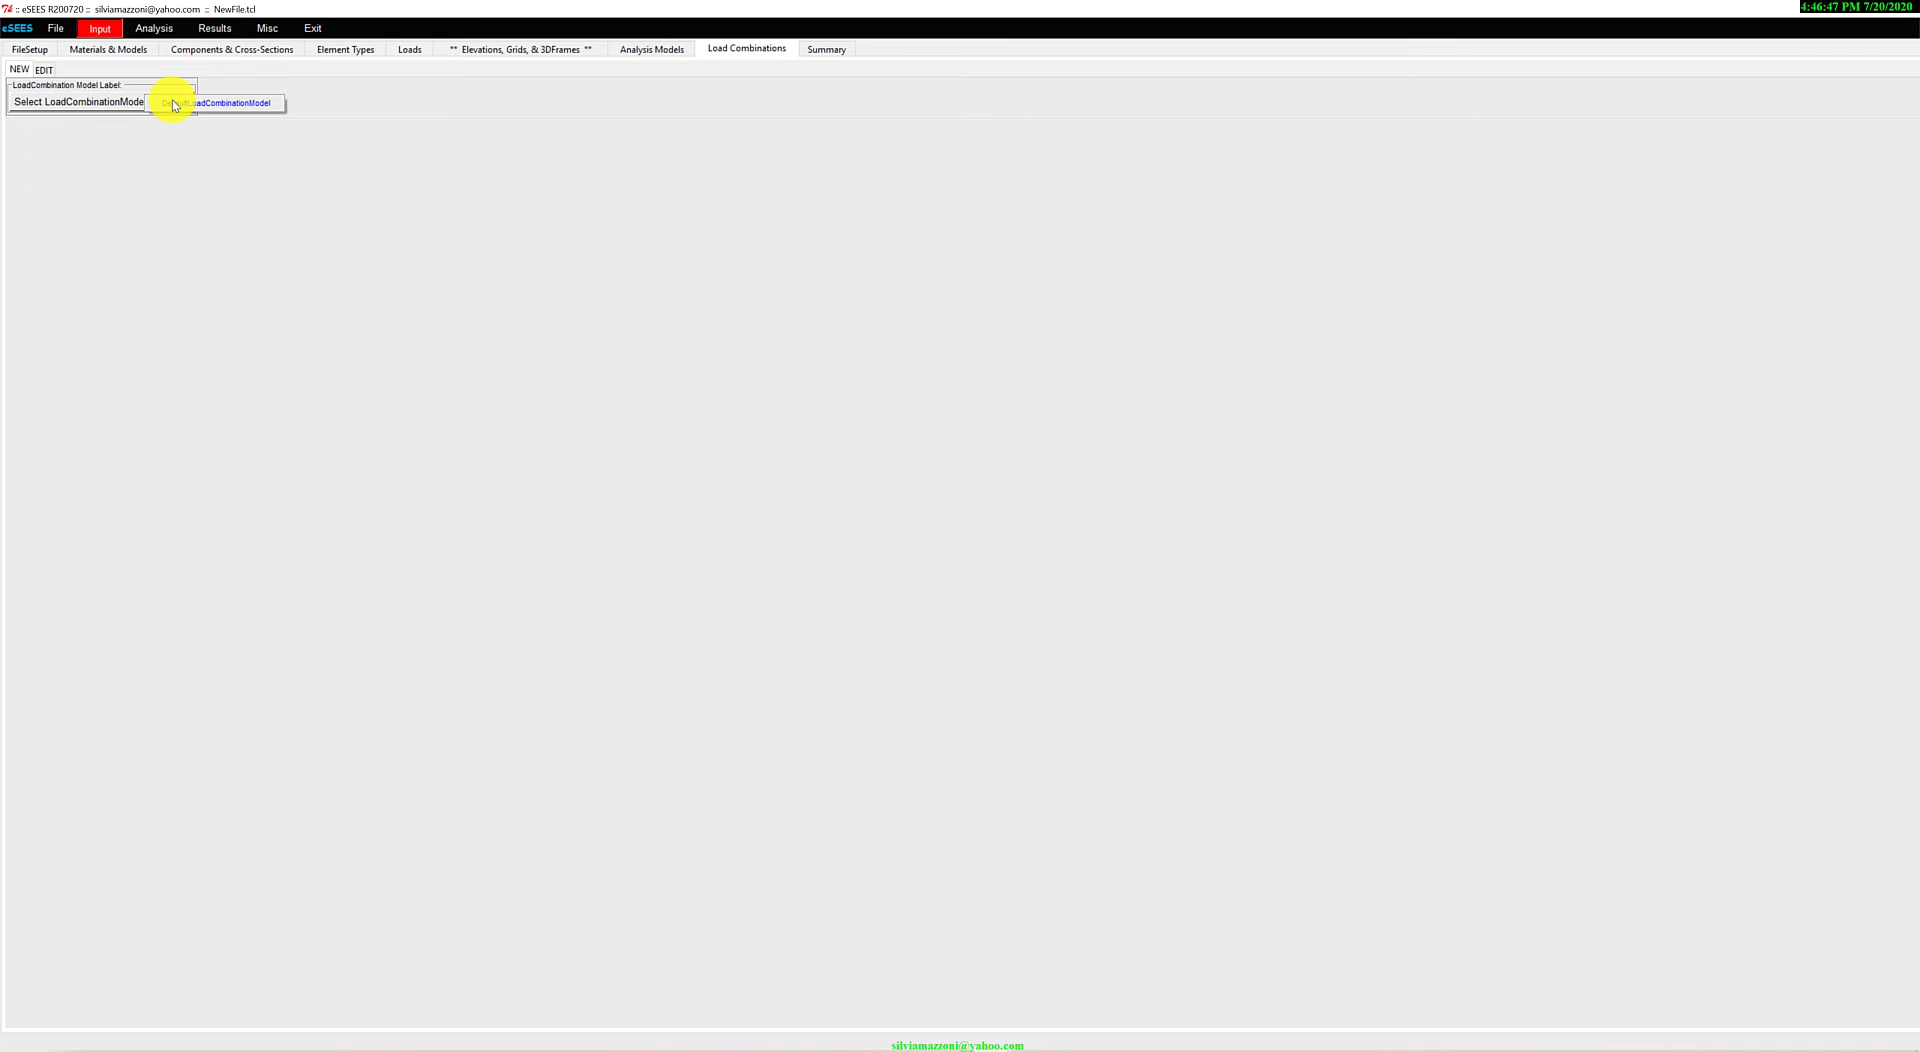 :: eSEES R200720 :: silviamazzoni@yahoo.com :: NewFile.tcl
4:46:47 PM 7/20/2020
eSEES File Input Analysis Results Misc Exit
FileSetup Materials & Models Components & Cross-Sections Element Types Loads ** Elevations, Grids, & 3DFrames ** Analysis Models Load Combinations Summary
NEW EDIT
LoadCombination Model Label:
Select LoadCombinationMode DefaultLoadCombinationModel
silviamazzoni@yahoo.com